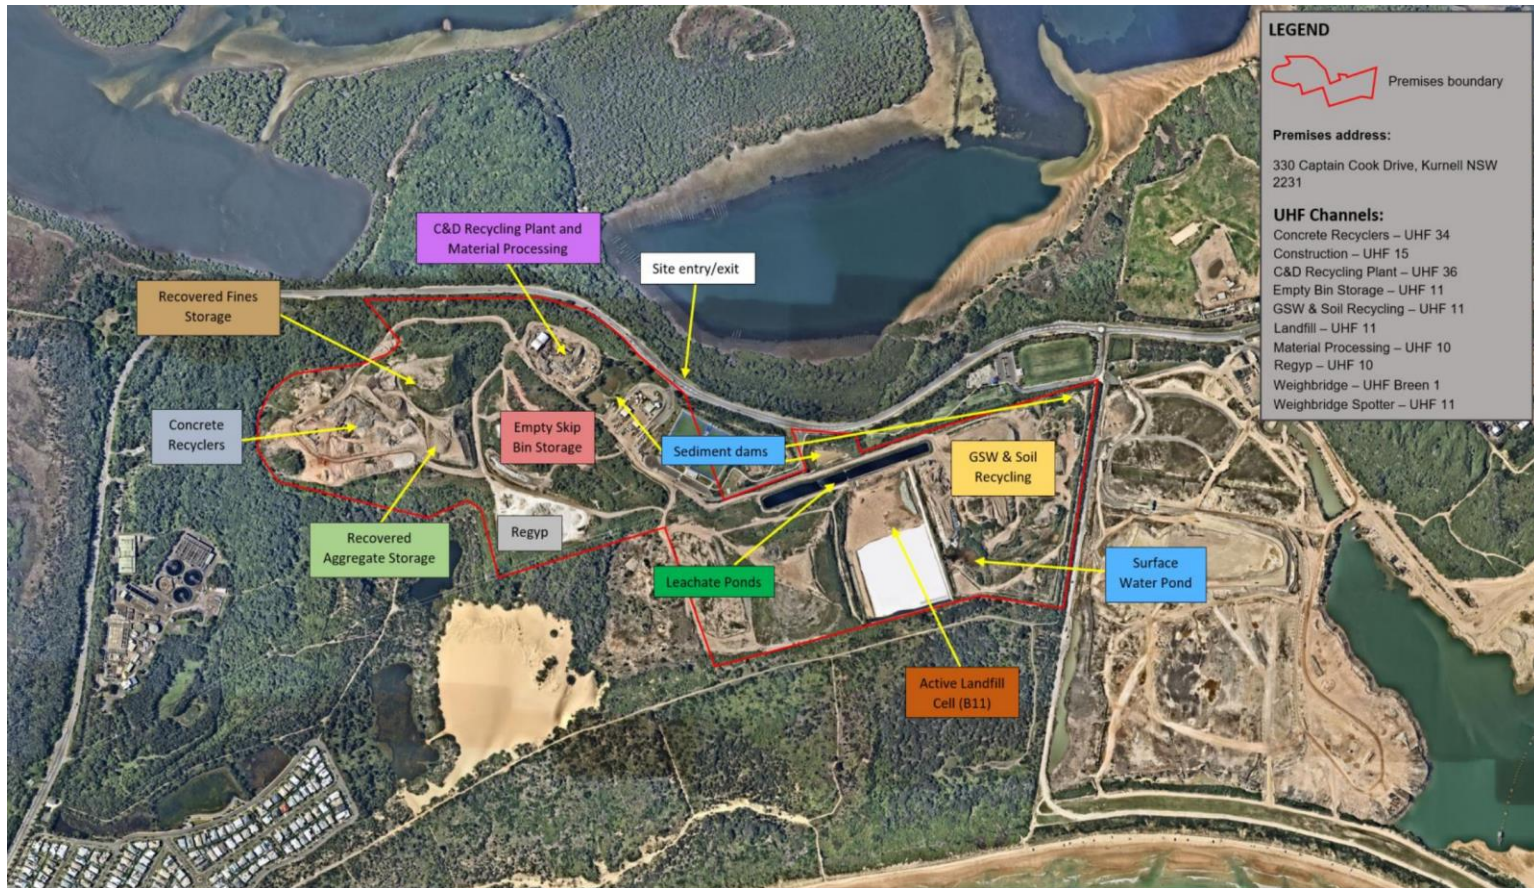 LEGEND
Premises boundary
Premises address:
330 Captain Cook Drive, Kurnell NSW
2231
UHF Channels:
Concrete Recyclers – UHF 34
Construction – UHF 15
C&D Recycling Plant – UHF 36
Empty Bin Storage – UHF 11
GSW & Soil Recycling – UHF 11
Landfill – UHF 11
Material Processing – UHF 10
Regyp – UHF 10
Weighbridge – UHF Breen 1
Weighbridge Spotter – UHF 11
C&D Recycling Plant and
Material Processing
Site entry/exit
Recovered Fines
Storage
Concrete
Recyclers
Empty Skip
Bin Storage
Sediment dams
GSW & Soil
Recycling
Recovered
Aggregate Storage
Regyp
Leachate Ponds
Surface
Water Pond
Active Landfill
Cell (B11)